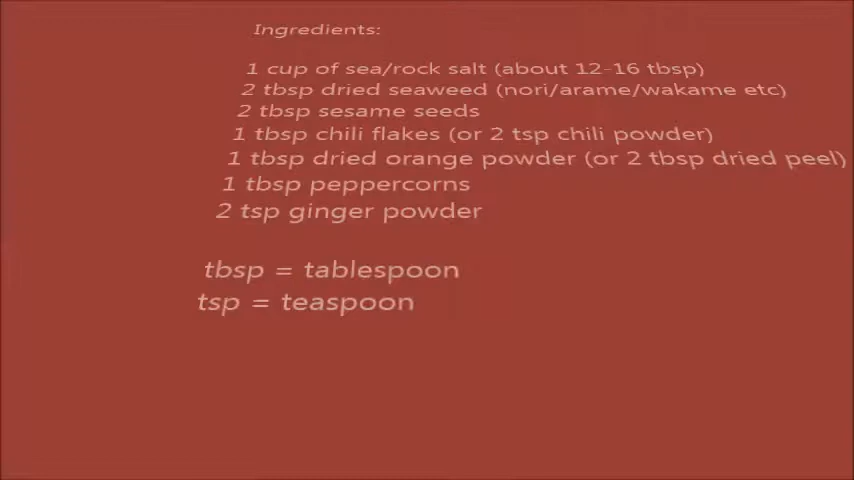 Ingredients:
1 cup of sea/rock salt (about 12-16 tbsp)
2 tbsp dried seaweed (nori/arame/wakame etc)
2 tbsp sesame seeds
1 tbsp chili flakes (or 2 tsp chili powder)
1 tbsp dried orange powder (or 2 tbsp dried peel)
1 tbsp peppercorns
2 tsp ginger powder
tbsp = tablespoon
tsp = teaspoon